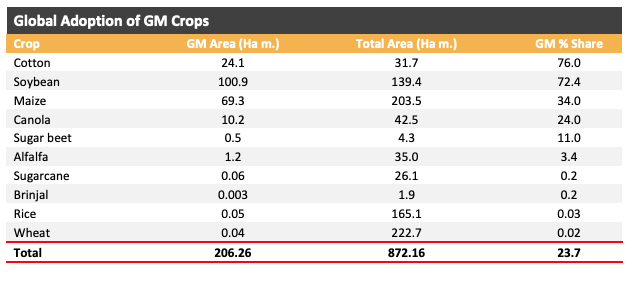 Global Adoption of GM Crops
Crop GM Area (Ha m.) Total Area (Ha m.) GM % Share
Cotton 24.1 31.7 76.0
Soybean 100.9 139.4 72.4
Maize 69.3 203.5 34.0
Canola 10.2 42.5 24.0
Sugar beet 0.5 4.3 11.0
Alfalfa 1.2 35.0 3.4
Sugarcane 0.06 26.1 0.2
Brinjal 0.003 1.9 0.2
Rice 0.05 165.1 0.03
Wheat 0.04 222.7 0.02
Total 206.26 872.16 23.7